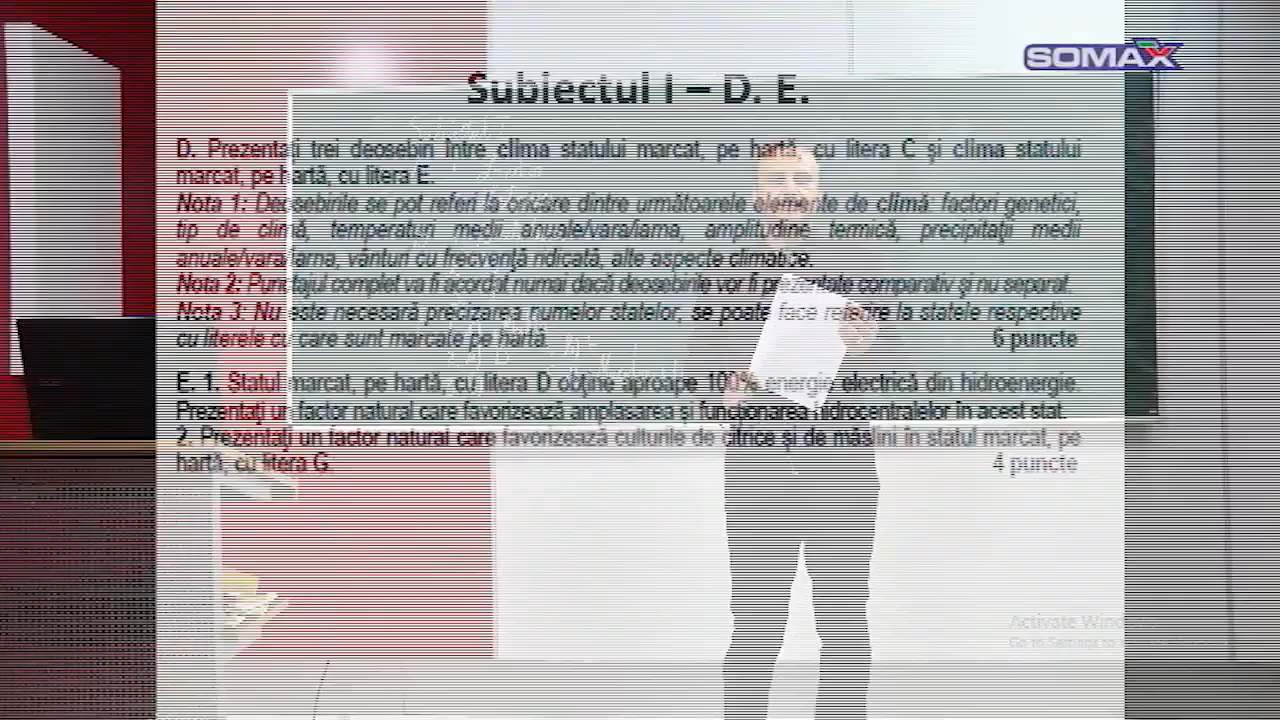 SOMAX
Subiectul I – D. E.
D. Prezentați trei deosebiri între clima statului marcat, pe hartă, cu litera C și clima statului
marcat, pe hartă, cu litera E.
Nota 1: Deosebirile se pot referi la oricare dintre următoarele elemente de climă: factori genetici,
tip de climă, temperaturi medii anuale/vara/iarna, amplitudine termică, precipitații medii
anuale/vara/iarna, vânturi cu frecvență ridicată, alte aspecte climatice.
Nota 2: Punctajul complet va fi acordat numai dacă deosebirile vor fi prezentate comparativ și nu separat.
Nota 3: Nu este necesară precizarea numelor statelor, se poate face referire la statele respective
cu literele cu care sunt marcate pe hartă. 6 puncte
E. 1. Statul marcat, pe hartă, cu litera D obține aproape 100% energie electrică din hidroenergie.
Prezentați un factor natural care favorizează amplasarea și funcționarea hidrocentralelor în acest stat.
2. Prezentați un factor natural care favorizează culturile de citrice și de măslini în statul marcat, pe
hartă, cu litera G. 4 puncte
Activate Wind
Go to Settings to